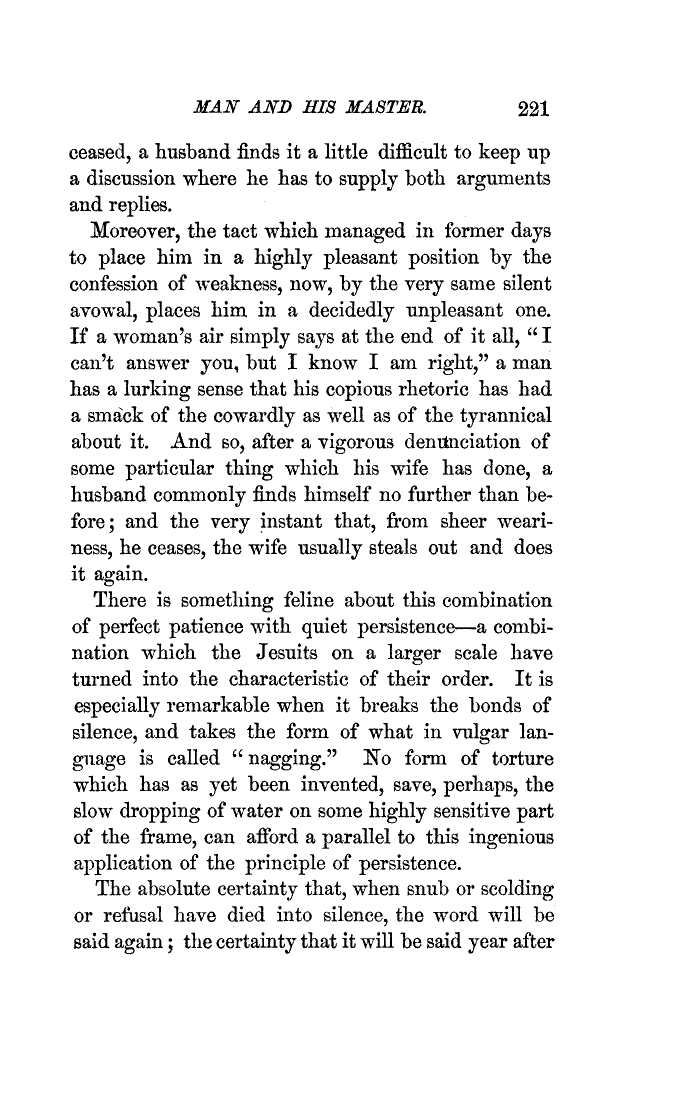 MAN AND HIS MASTER. 221
ceased, a husband finds it a little difficult to keep up
a discussion where he has to supply both arguments
and replies.
Moreover, the tact which managed in former days
to place him in a highly pleasant position by the
confession of weakness, now, by the very same silent
avowal, places him in a decidedly unpleasant one.
If a woman's air simply says at the end of it all, "I
can't answer you, but I know I am right," a man
has a lurking sense that his copious rhetoric has had
a smack of the cowardly as well as of the tyrannical
about it. And so, after a vigorous denunciation of
some particular thing which his wife has done, a
husband commonly finds himself no further than be-
fore; and the very instant that, from sheer weari-
ness, he ceases, the wife usually steals out and does
it again.
There is something feline about this combination
of perfect patience with quiet persistence—a combi-
nation which the Jesuits on a larger scale have
turned into the characteristic of their order. It is
especially remarkable when it breaks the bonds of
silence, and takes the form of what in vulgar lan-
guage is called "nagging." No form of torture
which has as yet been invented, save, perhaps, the
slow dropping of water on some highly sensitive part
of the frame, can afford a parallel to this ingenious
application of the principle of persistence.
The absolute certainty that, when snub or scolding
or refusal have died into silence, the word will be
said again; the certainty that it will be said year after